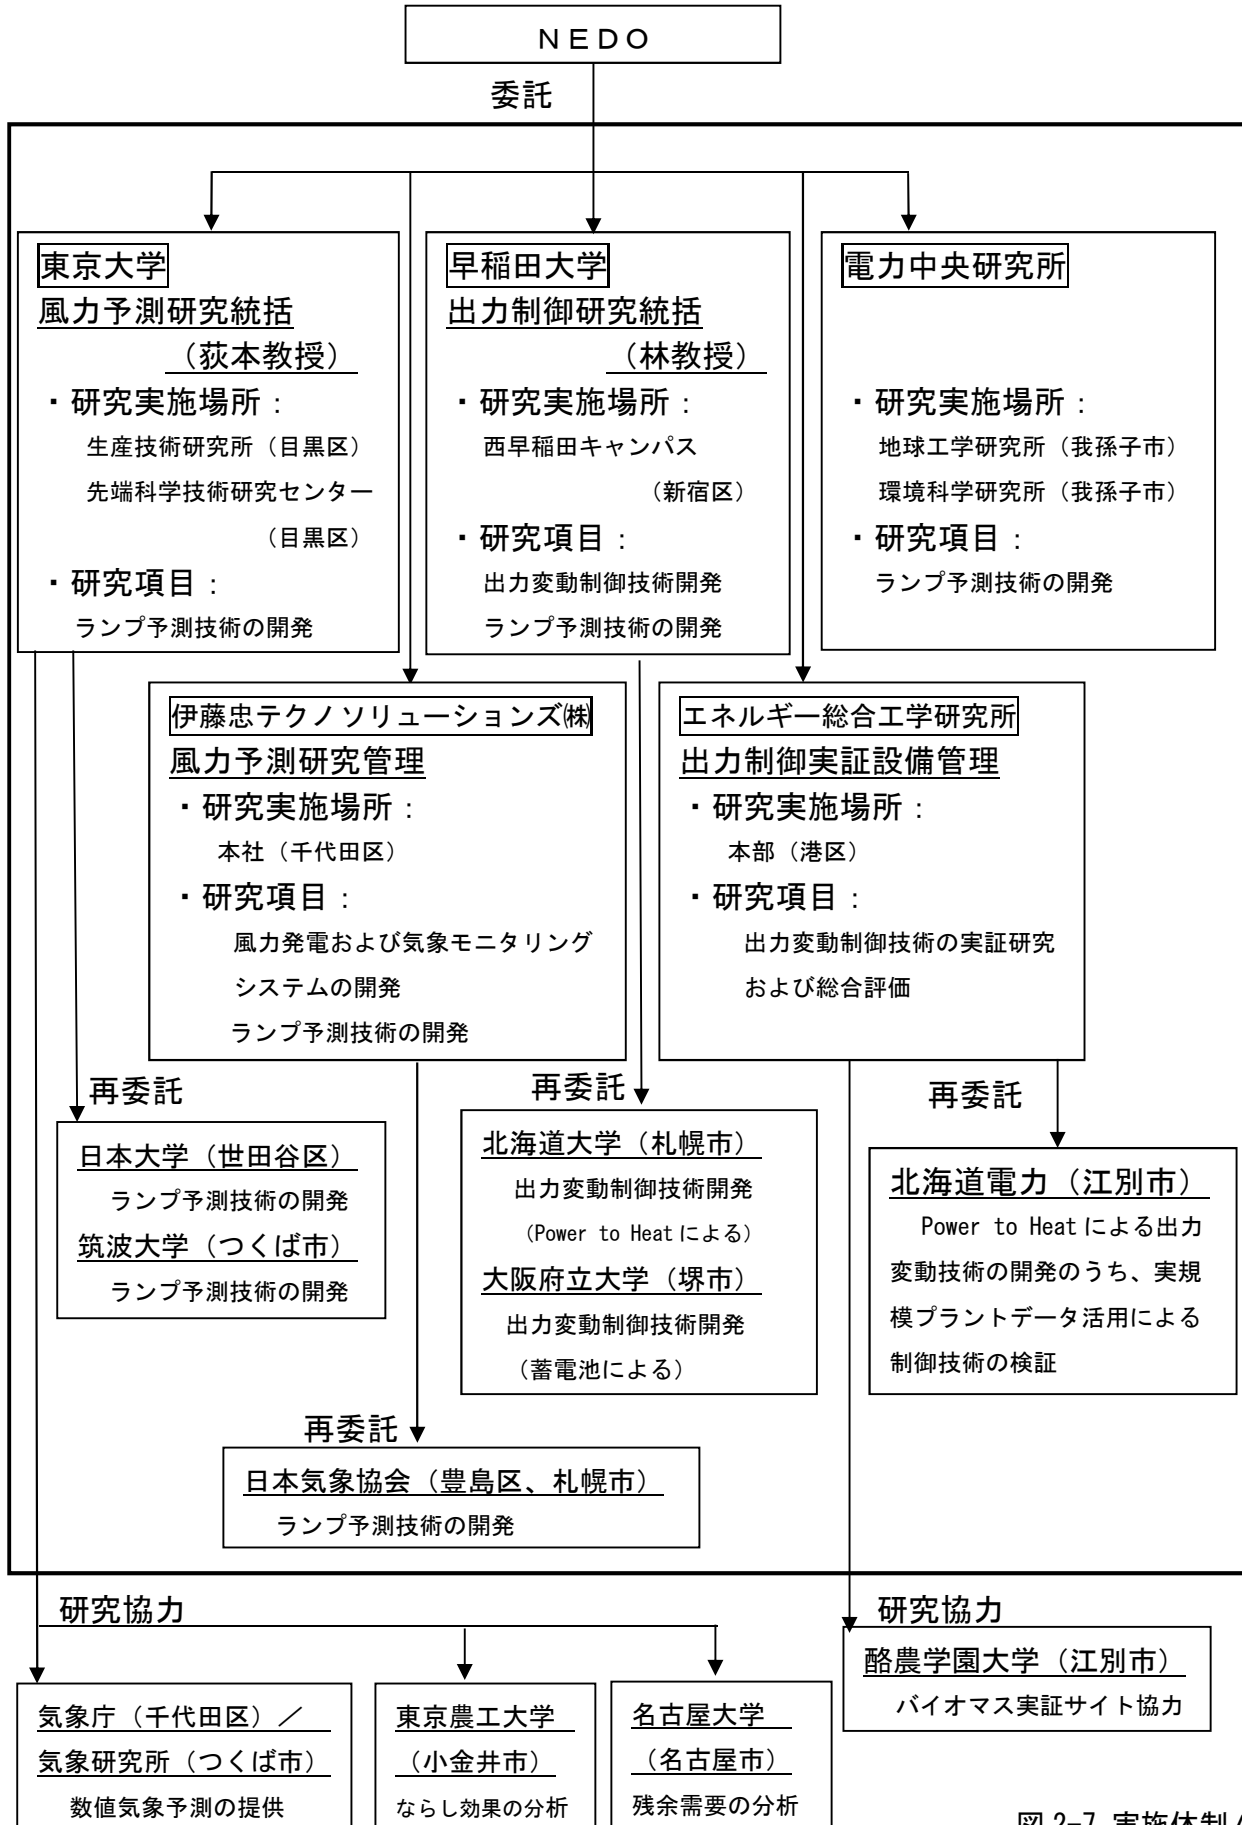 ＮＥＤＯ
委託
東京大学
風力予測研究統括
（荻本教授）
・研究実施場所：
生産技術研究所（目黒区）
先端科学技術研究センター
（目黒区）
・研究項目：
ランプ予測技術の開発
早稲田大学
出力制御研究統括
（林教授）
・研究実施場所：
西早稲田キャンパス
（新宿区）
・研究項目：
出力変動制御技術開発
ランプ予測技術の開発
電力中央研究所
・研究実施場所：
地球工学研究所（我孫子市）
環境科学研究所（我孫子市）
・研究項目：
ランプ予測技術の開発
伊藤忠テクノソリューションズ㈱
風力予測研究管理
・研究実施場所：
本社（千代田区）
・研究項目：
風力発電および気象モニタリング
システムの開発
ランプ予測技術の開発
エネルギー総合工学研究所
出力制御実証設備管理
・研究実施場所：
本部（港区）
・研究項目：
出力変動制御技術の実証研究
および総合評価
再委託
日本大学（世田谷区）
ランプ予測技術の開発
筑波大学（つくば市）
ランプ予測技術の開発
再委託
北海道大学（札幌市）
出力変動制御技術開発
（Power to Heatによる）
大阪府立大学（堺市）
出力変動制御技術開発
（蓄電池による）
再委託
北海道電力（江別市）
Power to Heatによる出力
変動技術の開発のうち、実規
模プラントデータ活用による
制御技術の検証
再委託
日本気象協会（豊島区、札幌市）
ランプ予測技術の開発
研究協力
気象庁（千代田区）／
気象研究所（つくば市）
数値気象予測の提供
東京農工大学
（小金井市）
ならし効果の分析
名古屋大学
（名古屋市）
残余需要の分析
研究協力
酪農学園大学（江別市）
バイオマス実証サイト協力
図 2-7 実施体制